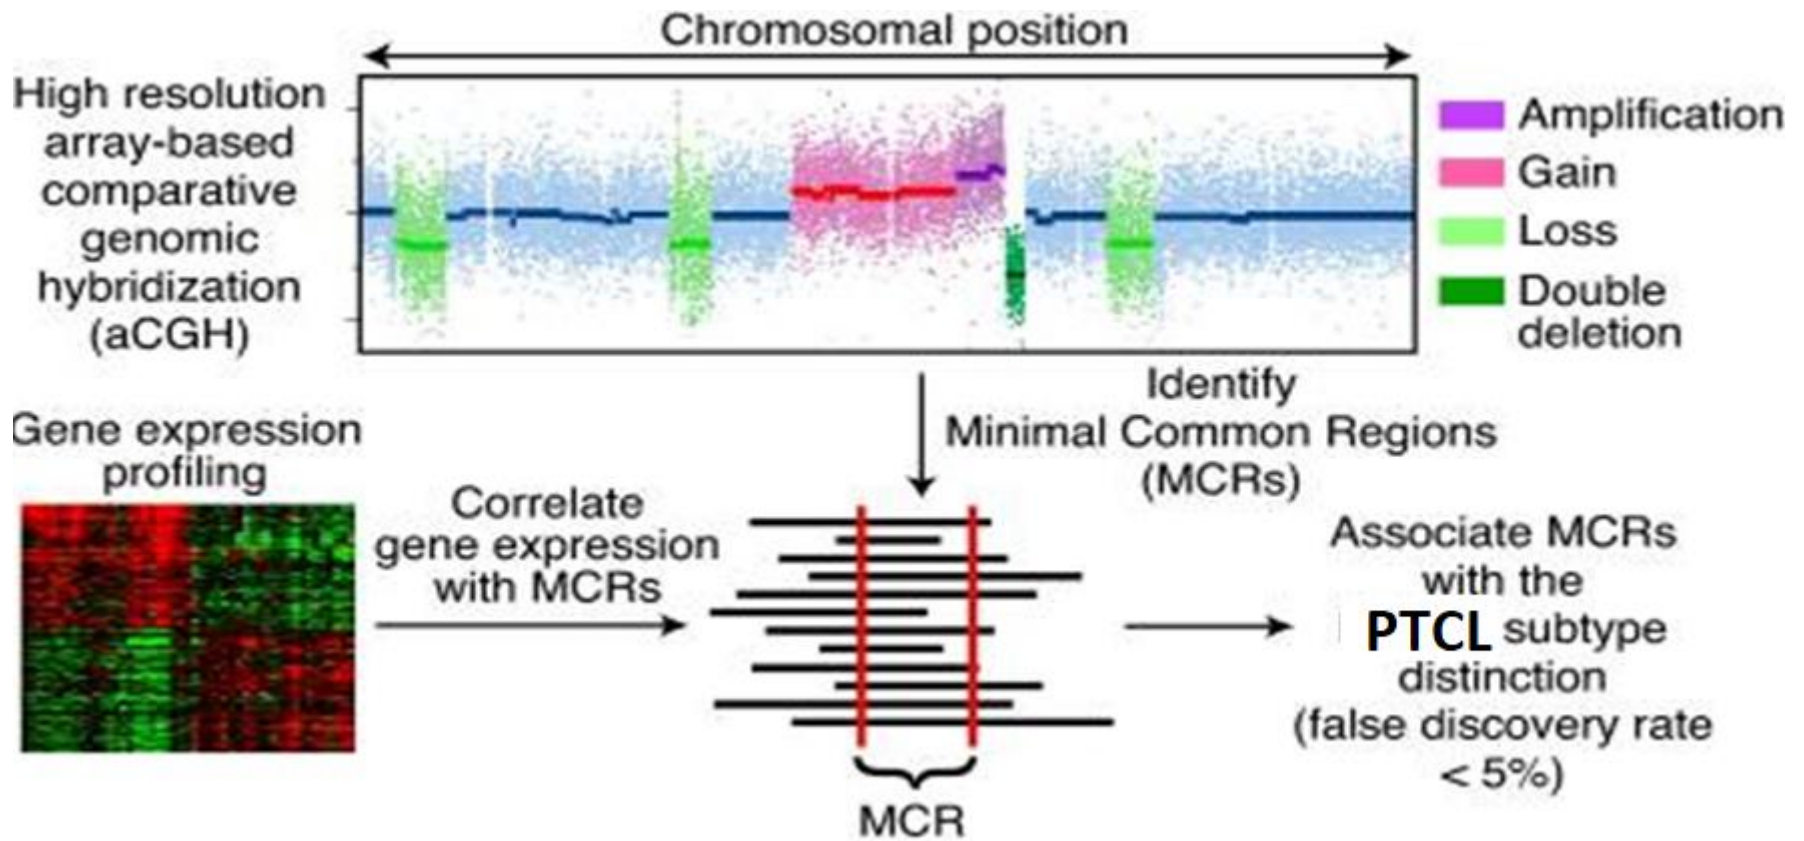 Chromosomal position
High resolution
array-based
comparative
genomic
hybridization
(aCGH)
Amplification
Gain
Loss
Double
deletion
Identify
Minimal Common Regions
(MCRs)
Gene expression
profiling
Correlate
gene expression
with MCRs
MCR
Associate MCRs
with the
PTCL subtype
distinction
(false discovery rate
< 5%)